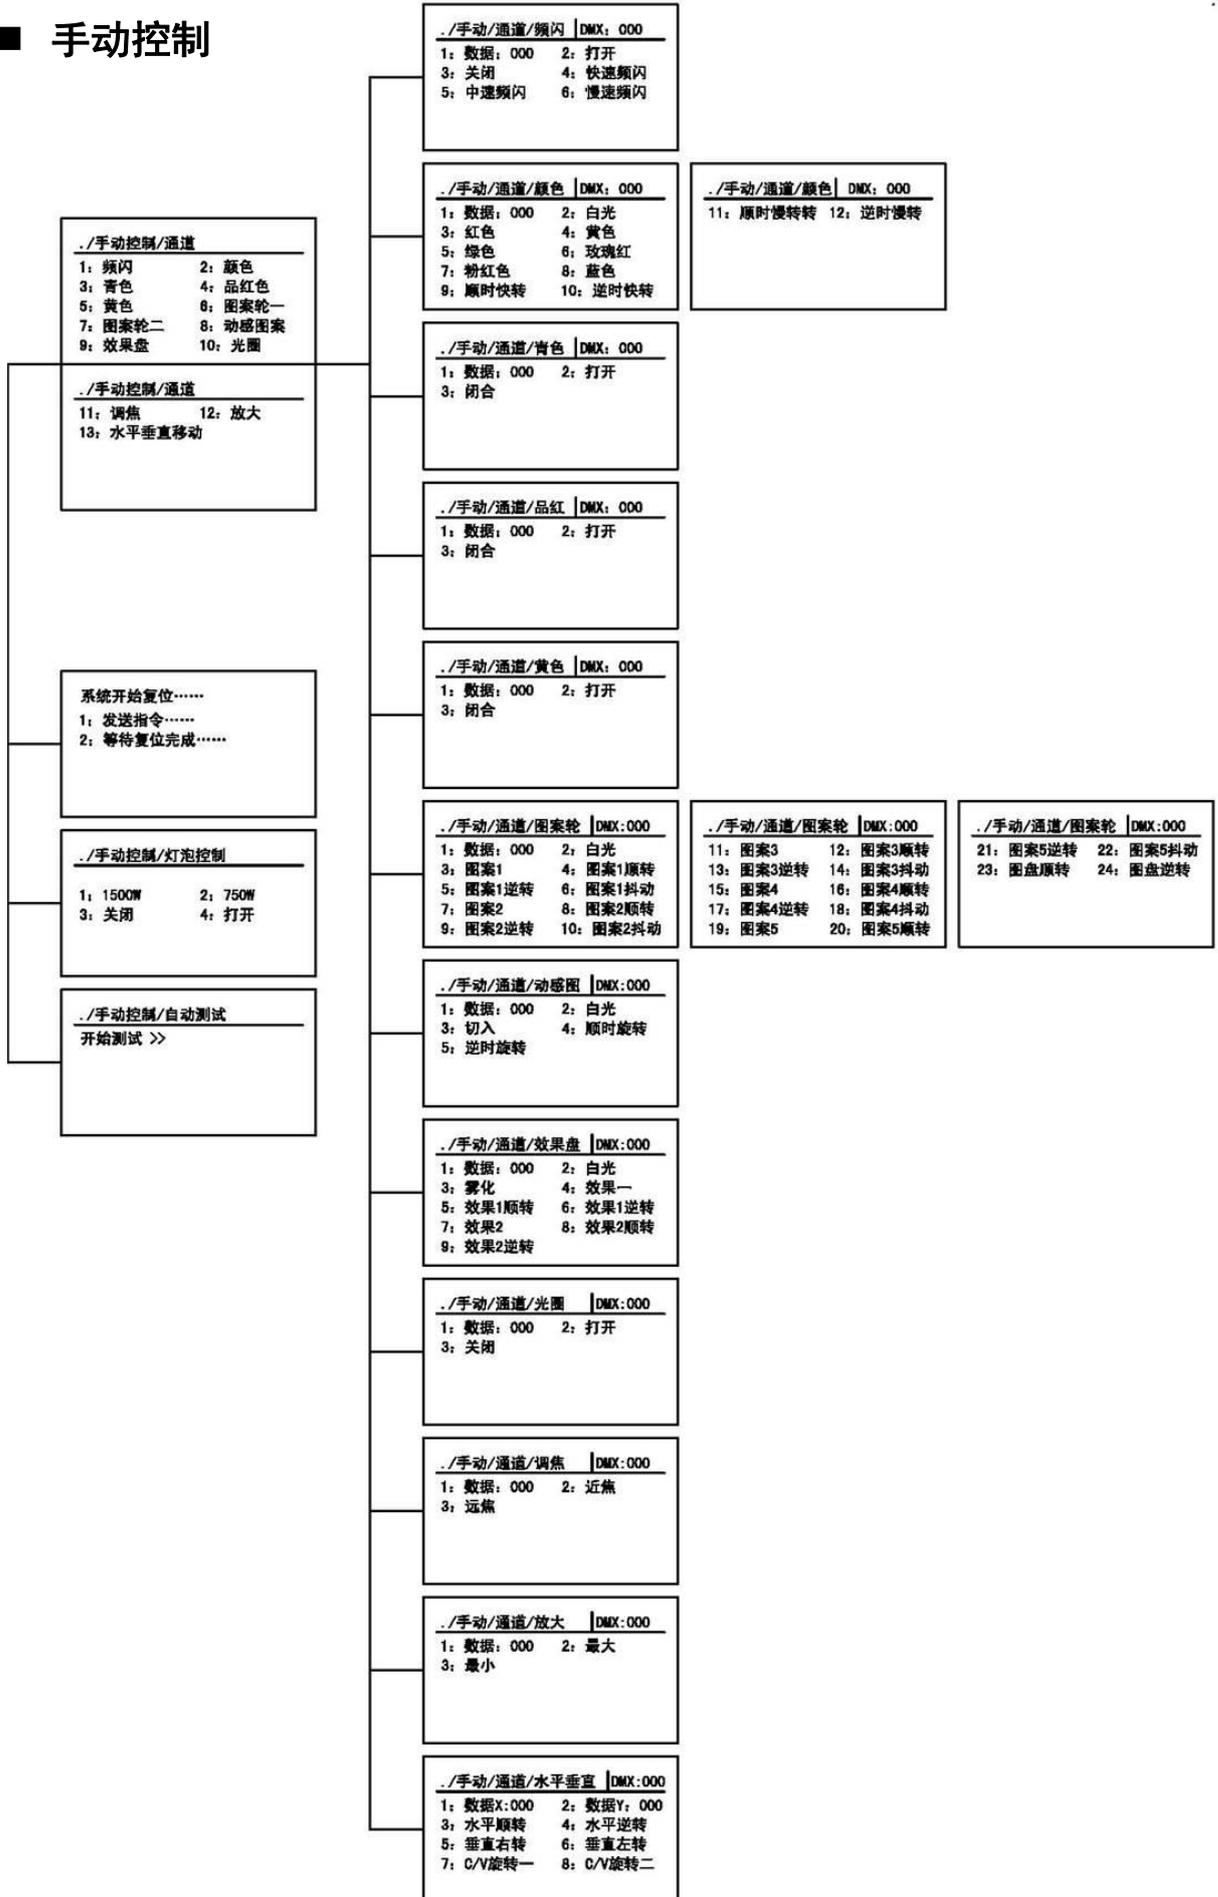 ■ 手动控制
./手动控制/通道
1：频闪 2：颜色
3：青色 4：品红色
5：黄色 6：图案轮一
7：图案轮二 8：动感图案
9：效果盘 10：光圈
./手动控制/通道
11：调焦 12：放大
13：水平垂直移动
系统开始复位……
1：发送指令……
2：等待复位完成……
./手动控制/灯泡控制
1：1500W 2：750W
3：关闭 4：打开
./手动控制/自动测试
开始测试 >>
./手动/通道/频闪 DMX：000
1：数据：000 2：打开
3：关闭 4：快速频闪
5：中速频闪 6：慢速频闪
./手动/通道/颜色 DMX：000
1：数据：000 2：白光
3：红色 4：黄色
5：绿色 6：玫瑰红
7：粉红色 8：蓝色
9：顺时快转 10：逆时快转
./手动/通道/颜色 DMX：000
11：顺时慢转转 12：逆时慢转
./手动/通道/青色 DMX：000
1：数据：000 2：打开
3：闭合
./手动/通道/品红 DMX：000
1：数据：000 2：打开
3：闭合
./手动/通道/黄色 DMX：000
1：数据：000 2：打开
3：闭合
./手动/通道/图案轮 DMX:000
1：数据：000 2：白光
3：图案1 4：图案1顺转
5：图案1逆转 6：图案1抖动
7：图案2 8：图案2顺转
9：图案2逆转 10：图案2抖动
./手动/通道/图案轮 DMX:000
11：图案3 12：图案3顺转
13：图案3逆转 14：图案3抖动
15：图案4 16：图案4顺转
17：图案4逆转 18：图案4抖动
19：图案5 20：图案5顺转
./手动/通道/图案轮 DMX:000
21：图案5逆转 22：图案5抖动
23：图盘顺转 24：图盘逆转
./手动/通道/动感图 DMX:000
1：数据：000 2：白光
3：切入 4：顺时旋转
5：逆时旋转
./手动/通道/效果盘 DMX:000
1：数据：000 2：白光
3：雾化 4：效果一
5：效果1顺转 6：效果1逆转
7：效果2 8：效果2顺转
9：效果2逆转
./手动/通道/光圈 DMX:000
1：数据：000 2：打开
3：关闭
./手动/通道/调焦 DMX:000
1：数据：000 2：近焦
3：远焦
./手动/通道/放大 DMX:000
1：数据：000 2：最大
3：最小
./手动/通道/水平垂直 DMX:000
1：数据X:000 2：数据Y：000
3：水平顺转 4：水平逆转
5：垂直右转 6：垂直左转
7：C/V旋转一 8：C/V旋转二